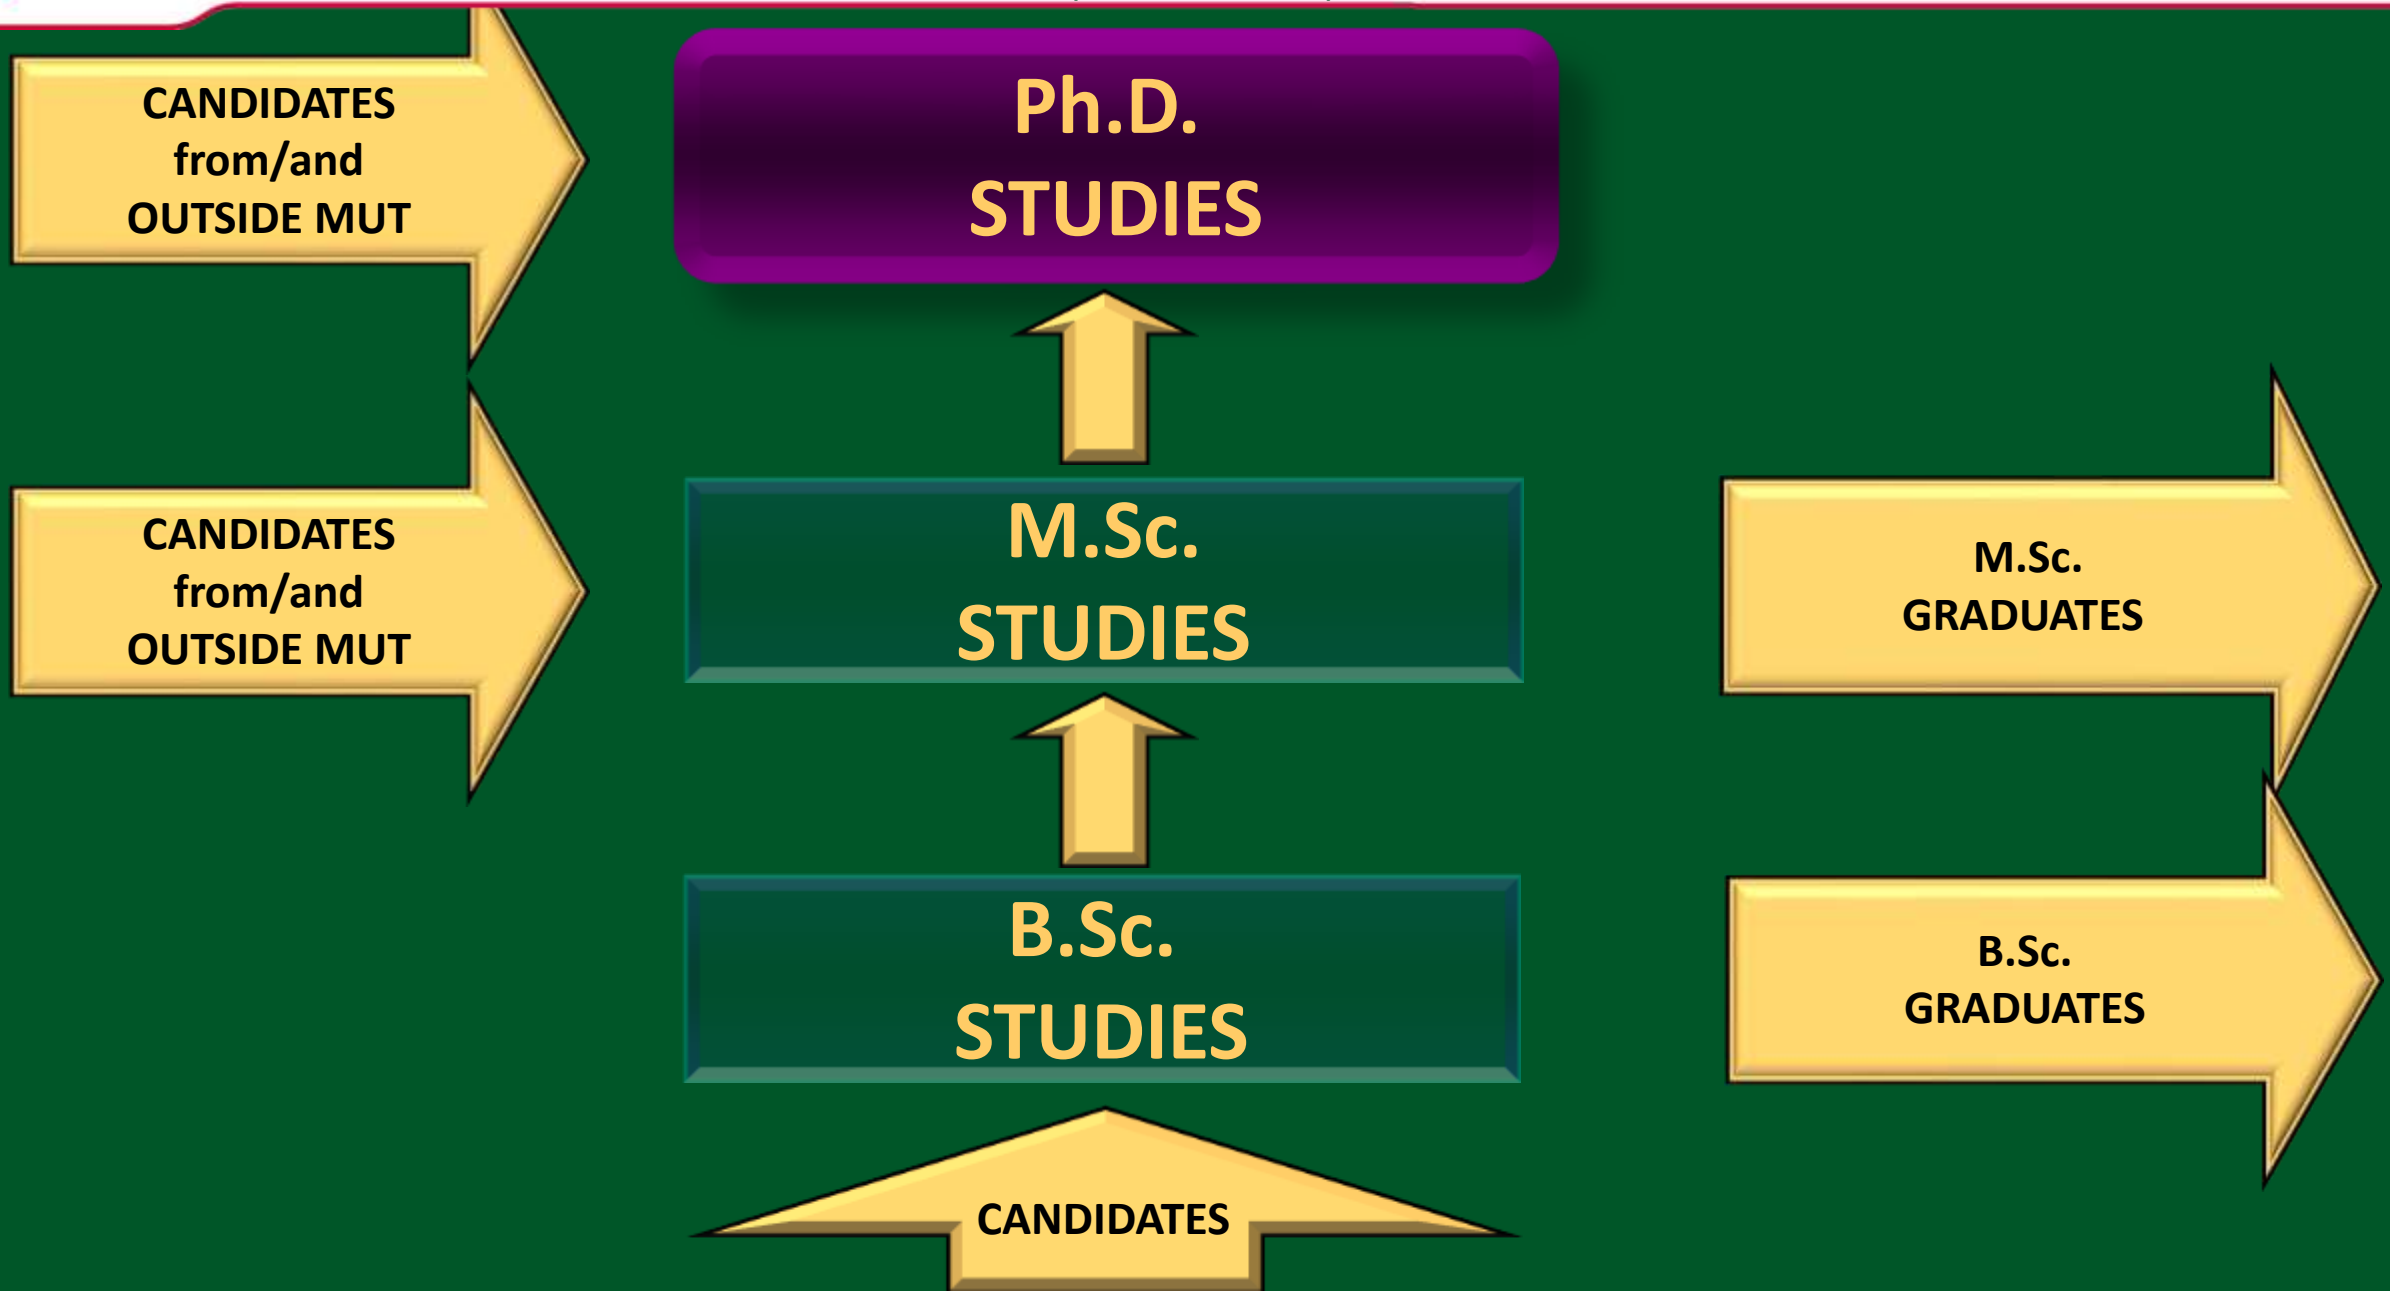 CANDIDATES
from/and
OUTSIDE MUT
Ph.D.
STUDIES
CANDIDATES
from/and
OUTSIDE MUT
M.Sc.
STUDIES
M.Sc.
GRADUATES
B.Sc.
STUDIES
B.Sc.
GRADUATES
CANDIDATES